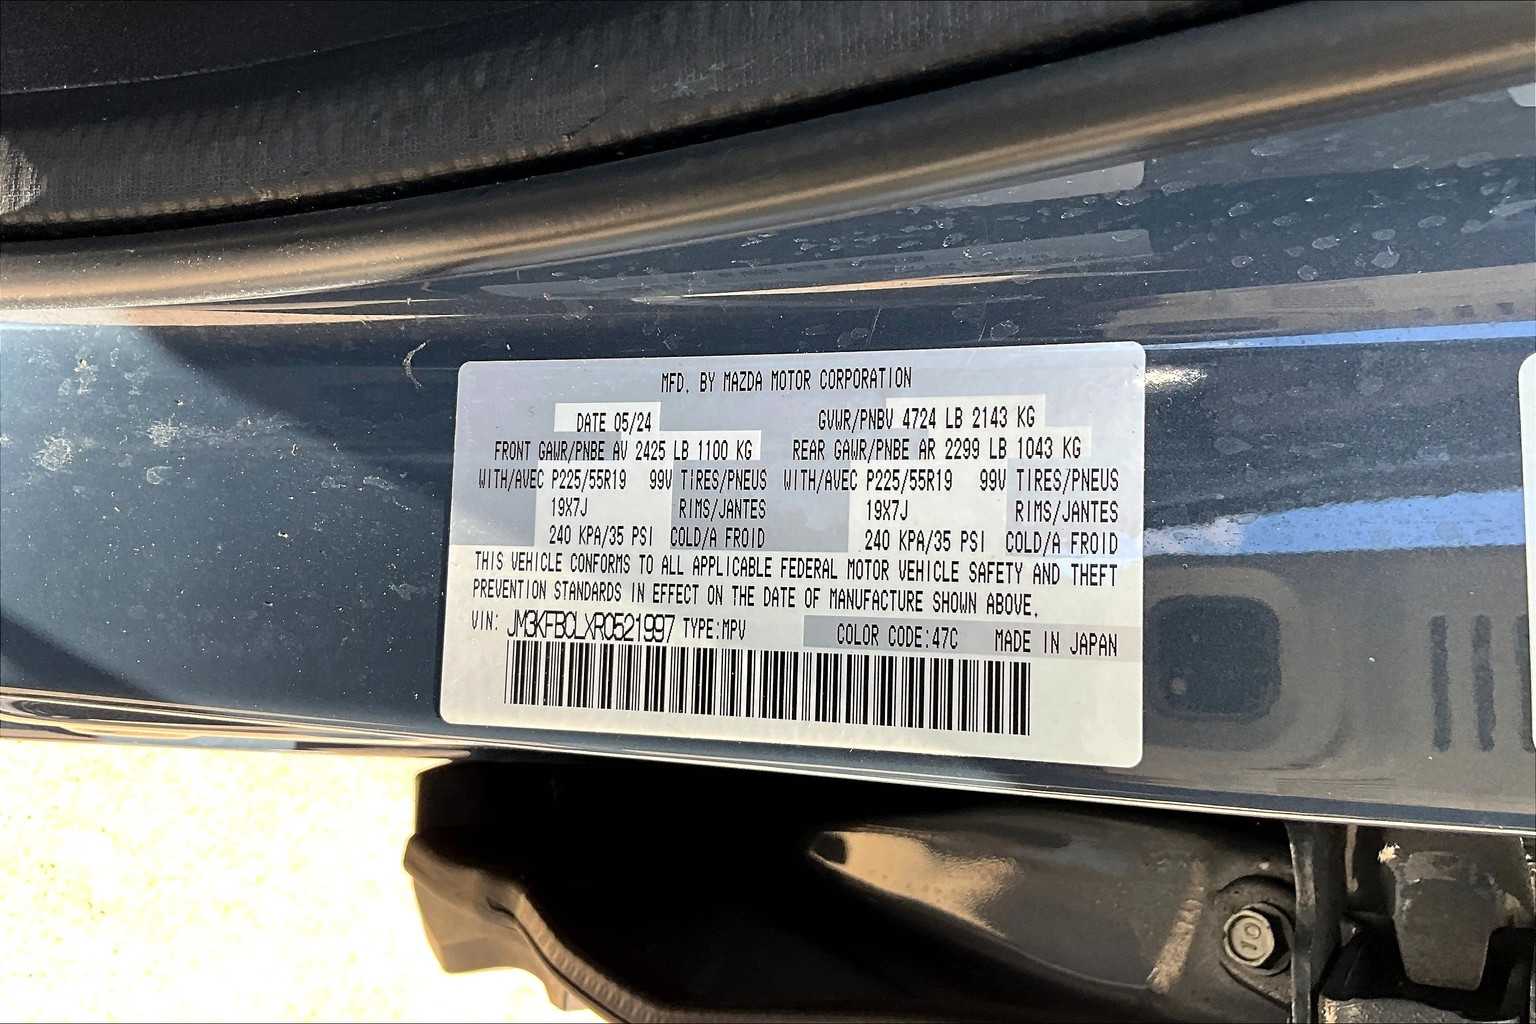 MFD. BY MAZDA MOTOR CORPORATION
DATE 05/24 GVWR/PNBV 4724 LB 2143 KG
FRONT GAWR/PNBE AV 2425 LB 1100 KG REAR GAWR/PNBE AR 2299 LB 1043 KG
WITH/AVEC P225/55R19 99V TIRES/PNEUS WITH/AVEC P225/55R19 99V TIRES/PNEUS
19X7J RIMS/JANTES 19X7J RIMS/JANTES
240 KPA/35 PSI COLD/A FROID 240 KPA/35 PSI COLD/A FROID
THIS VEHICLE CONFORMS TO ALL APPLICABLE FEDERAL MOTOR VEHICLE SAFETY AND THEFT
PREVENTION STANDARDS IN EFFECT ON THE DATE OF MANUFACTURE SHOWN ABOVE.
VIN: JM3KFBCLXR0521997 TYPE:MPV COLOR CODE:47C MADE IN JAPAN
10